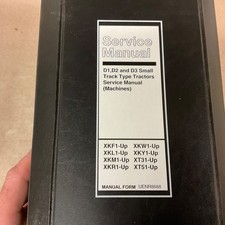 Service
Manual
D1,D2 and D3 Small
Track Type Tractors
Service Manual
(Machines)
XKF1-Up XKW1-Up
XKL1-Up XKY1-Up
XKM1-Up XT31-Up
XKR1-Up XT51-Up
MANUAL FORM